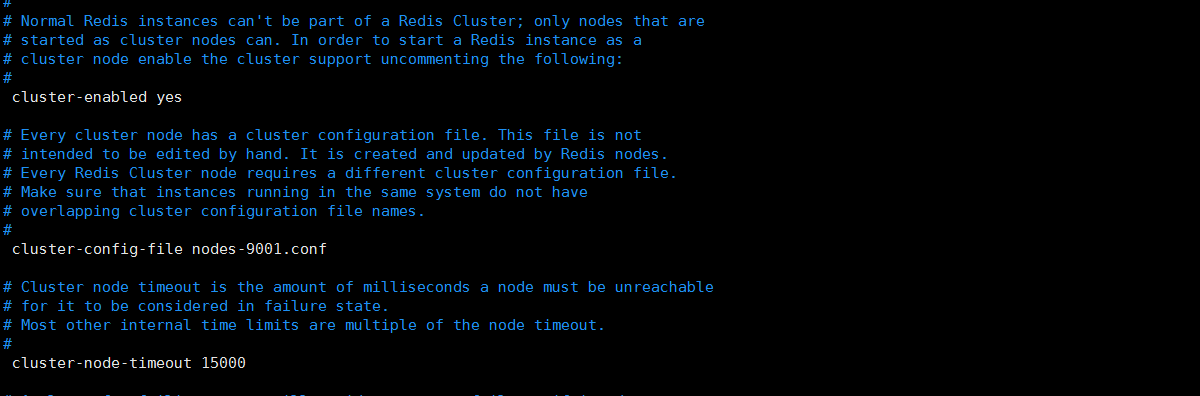 #
# Normal Redis instances can't be part of a Redis Cluster; only nodes that are
# started as cluster nodes can. In order to start a Redis instance as a
# cluster node enable the cluster support uncommenting the following:
#
cluster-enabled yes
# Every cluster node has a cluster configuration file. This file is not
# intended to be edited by hand. It is created and updated by Redis nodes.
# Every Redis Cluster node requires a different cluster configuration file.
# Make sure that instances running in the same system do not have
# overlapping cluster configuration file names.
#
cluster-config-file nodes-9001.conf
# Cluster node timeout is the amount of milliseconds a node must be unreachable
# for it to be considered in failure state.
# Most other internal time limits are multiple of the node timeout.
#
cluster-node-timeout 15000